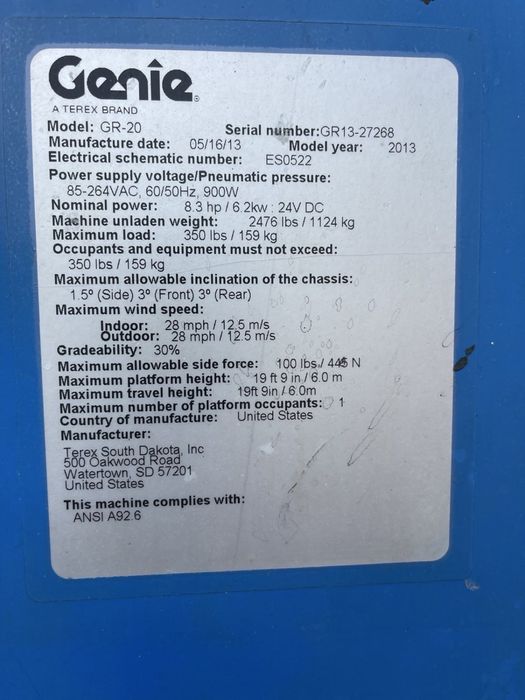 Genie®
A TEREX BRAND
Model: GR-20 Serial number:GR13-27268
Manufacture date: 05/16/13 Model year: 2013
Electrical schematic number: ES0522
Power supply voltage/Pneumatic pressure:
85-264VAC, 60/50Hz, 900W
Nominal power: 8.3 hp / 6.2kw : 24V DC
Machine unladen weight: 2476 lbs / 1124 kg
Maximum load: 350 lbs / 159 kg
Occupants and equipment must not exceed:
350 lbs / 159 kg
Maximum allowable inclination of the chassis:
1.5º (Side) 3º (Front) 3º (Rear)
Maximum wind speed:
Indoor: 28 mph / 12.5 m/s
Outdoor: 28 mph / 12.5 m/s
Gradeability: 30%
Maximum allowable side force: 100 lbs / 445 N
Maximum platform height: 19 ft 9 in / 6.0 m
Maximum travel height: 19ft 9in / 6.0m
Maximum number of platform occupants: 1
Country of manufacture: United States
Manufacturer:
Terex South Dakota, Inc
500 Oakwood Road
Watertown, SD 57201
United States
This machine complies with:
ANSI A92.6